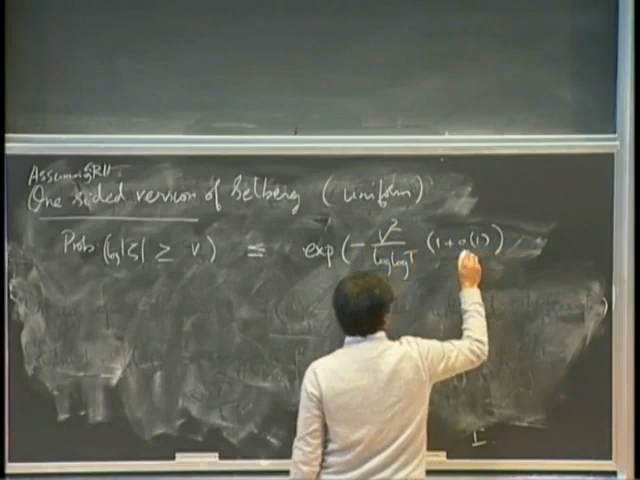 Assuming RH.
One sided version of Selberg (uniform)
Prob (log|ζ| ≥ V) ≤ exp(- V²/loglogT (1+o(1))